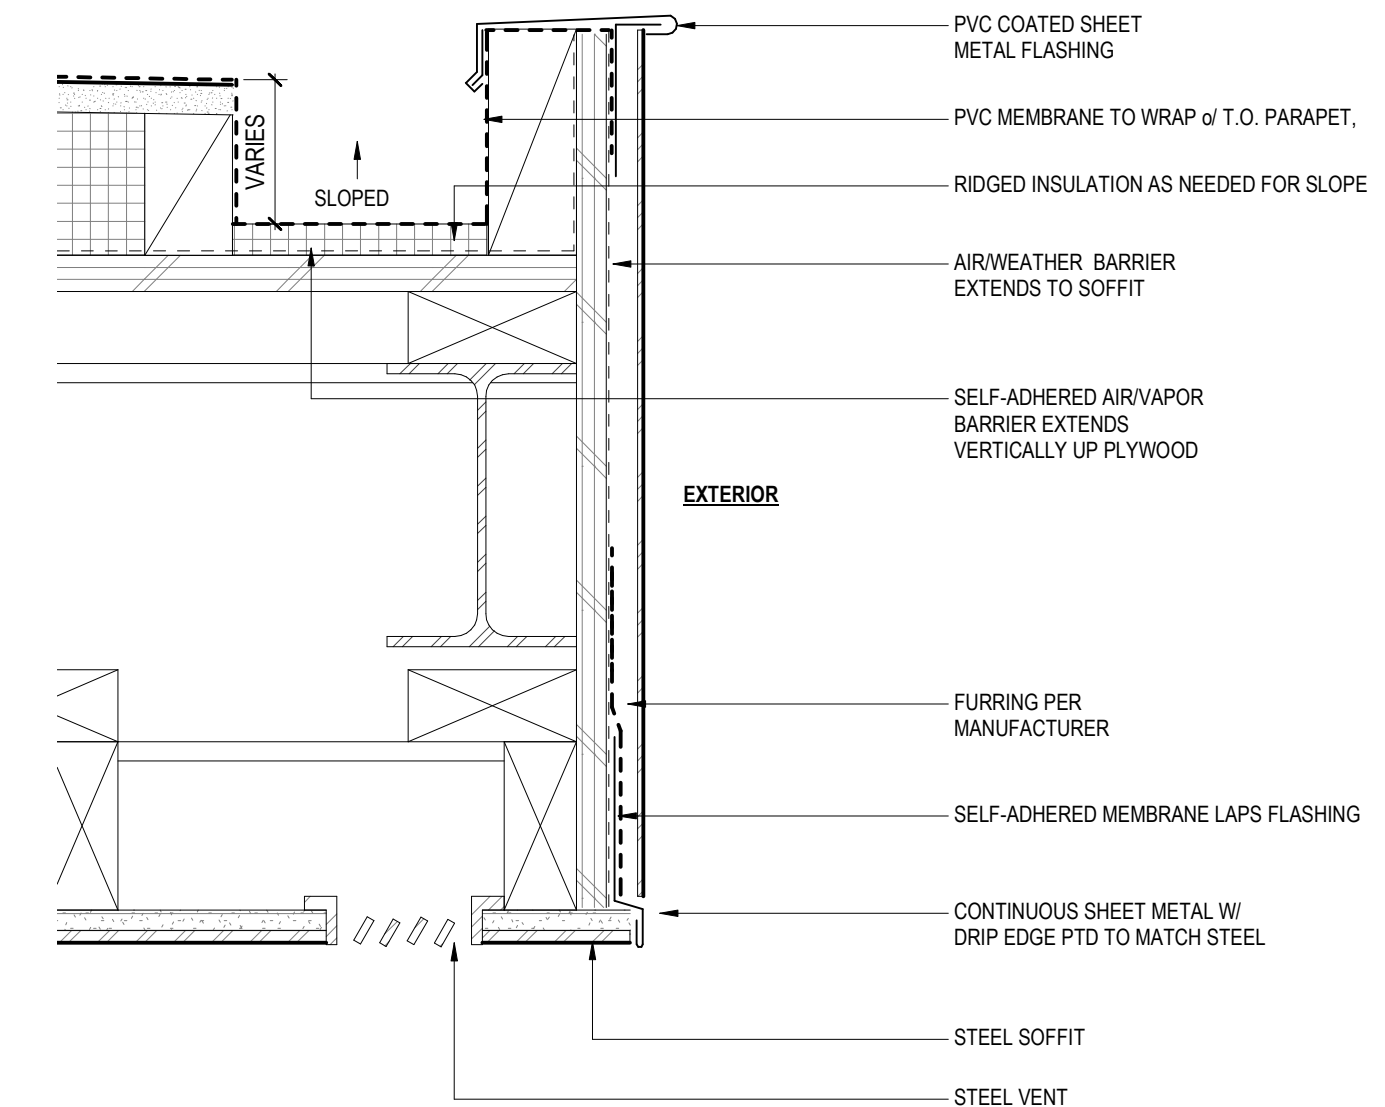 PVC COATED SHEET
METAL FLASHING
PVC MEMBRANE TO WRAP o/ T.O. PARAPET,
VARIES
SLOPED
RIDGED INSULATION AS NEEDED FOR SLOPE
AIR/WEATHER BARRIER
EXTENDS TO SOFFIT
SELF-ADHERED AIR/VAPOR
BARRIER EXTENDS
VERTICALLY UP PLYWOOD
EXTERIOR
FURRING PER
MANUFACTURER
SELF-ADHERED MEMBRANE LAPS FLASHING
CONTINUOUS SHEET METAL W/
DRIP EDGE PTD TO MATCH STEEL
STEEL SOFFIT
STEEL VENT